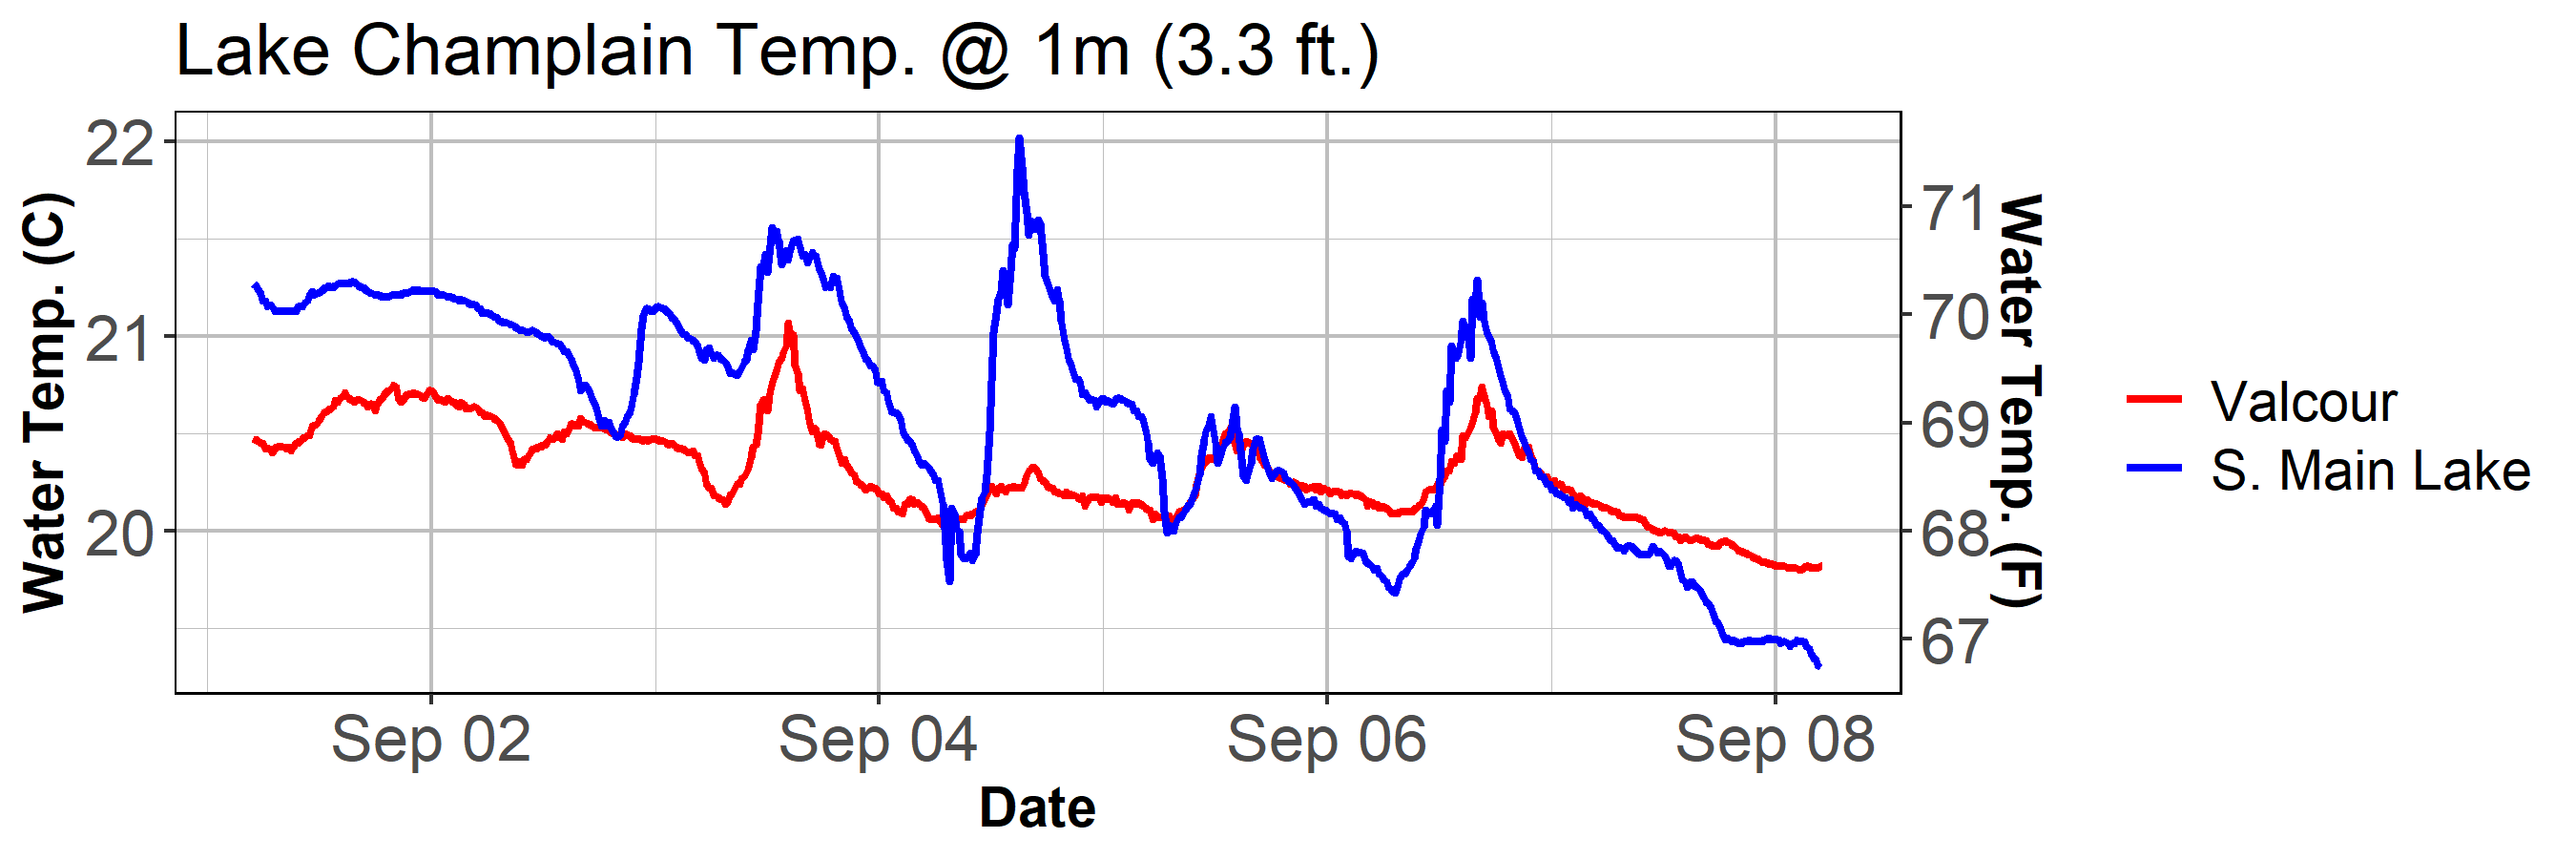 Lake Champlain Temp. @ 1m (3.3 ft.)
Water Temp. (C)
22
21
20
71
70
69
68
67
Water Temp. (F)
Sep 02
Sep 04
Sep 06
Sep 08
Date
Valcour
S. Main Lake